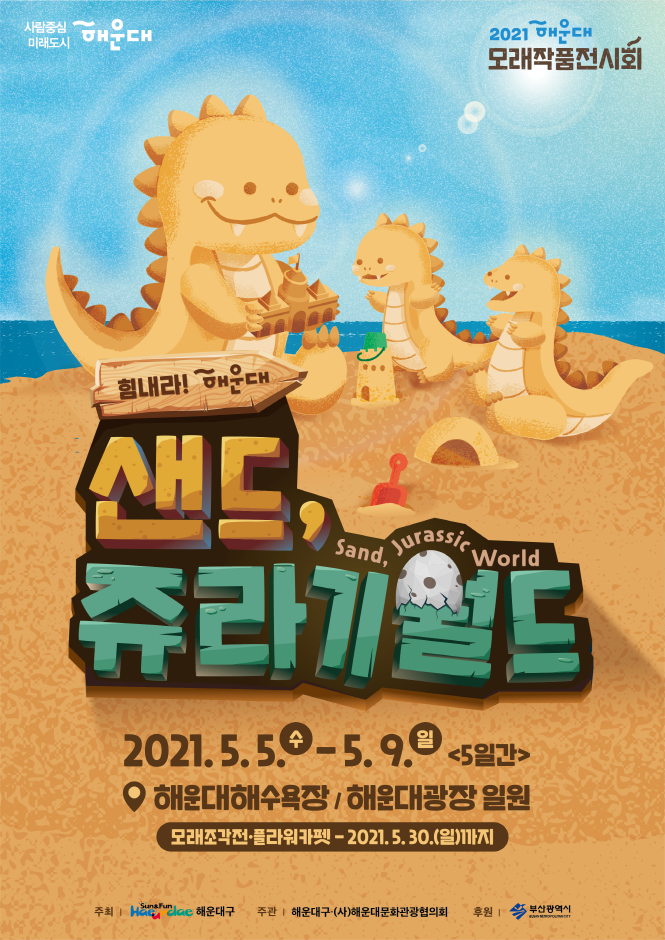 사람중심
미래도시
해운대
2021 해운대
모래작품전시회
힘내라! 해운대
샌드,
Sand, Jurassic World
쥬라기월드
2021. 5. 5.수 - 5. 9.일 <5일간>
해운대해수욕장 / 해운대광장 일원
모래조각전·플라워카펫 - 2021. 5. 30.(일)까지
주최 | Sun&Fun Haeundae 해운대구 주관 | 해운대구·(사)해운대문화관광협의회 후원 | 부산광역시
BUSAN METROPOLITAN CITY